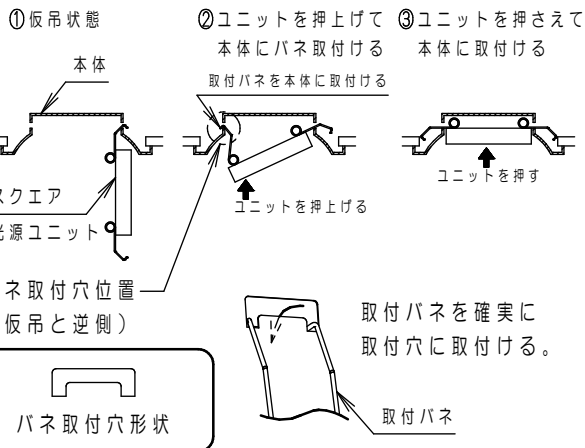 ①仮吊状態
②ユニットを押上げて
本体にバネ取付ける
③ユニットを押さえて
本体に取付ける
本体
取付バネを本体に取付ける
スクエア
光源ユニット
ユニットを押上げる
ユニットを押す
ネ取付穴位置
仮吊と逆側）
取付バネを確実に
取付穴に取付ける。
バネ取付穴形状
取付バネ